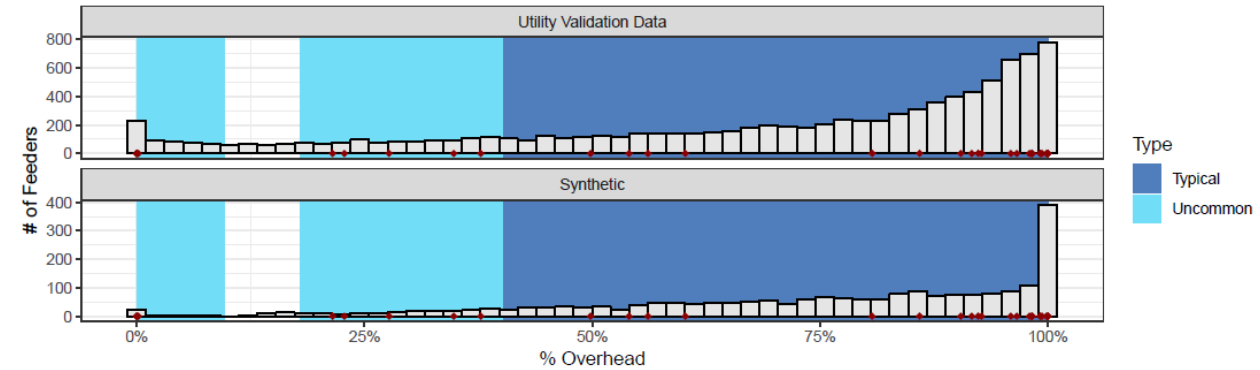 Utility Validation Data
800
600
400
200
0
Synthetic
400
300
200
100
0
0% 25% 50% 75% 100%
% Overhead
# of Feeders
Type
Typical
Uncommon